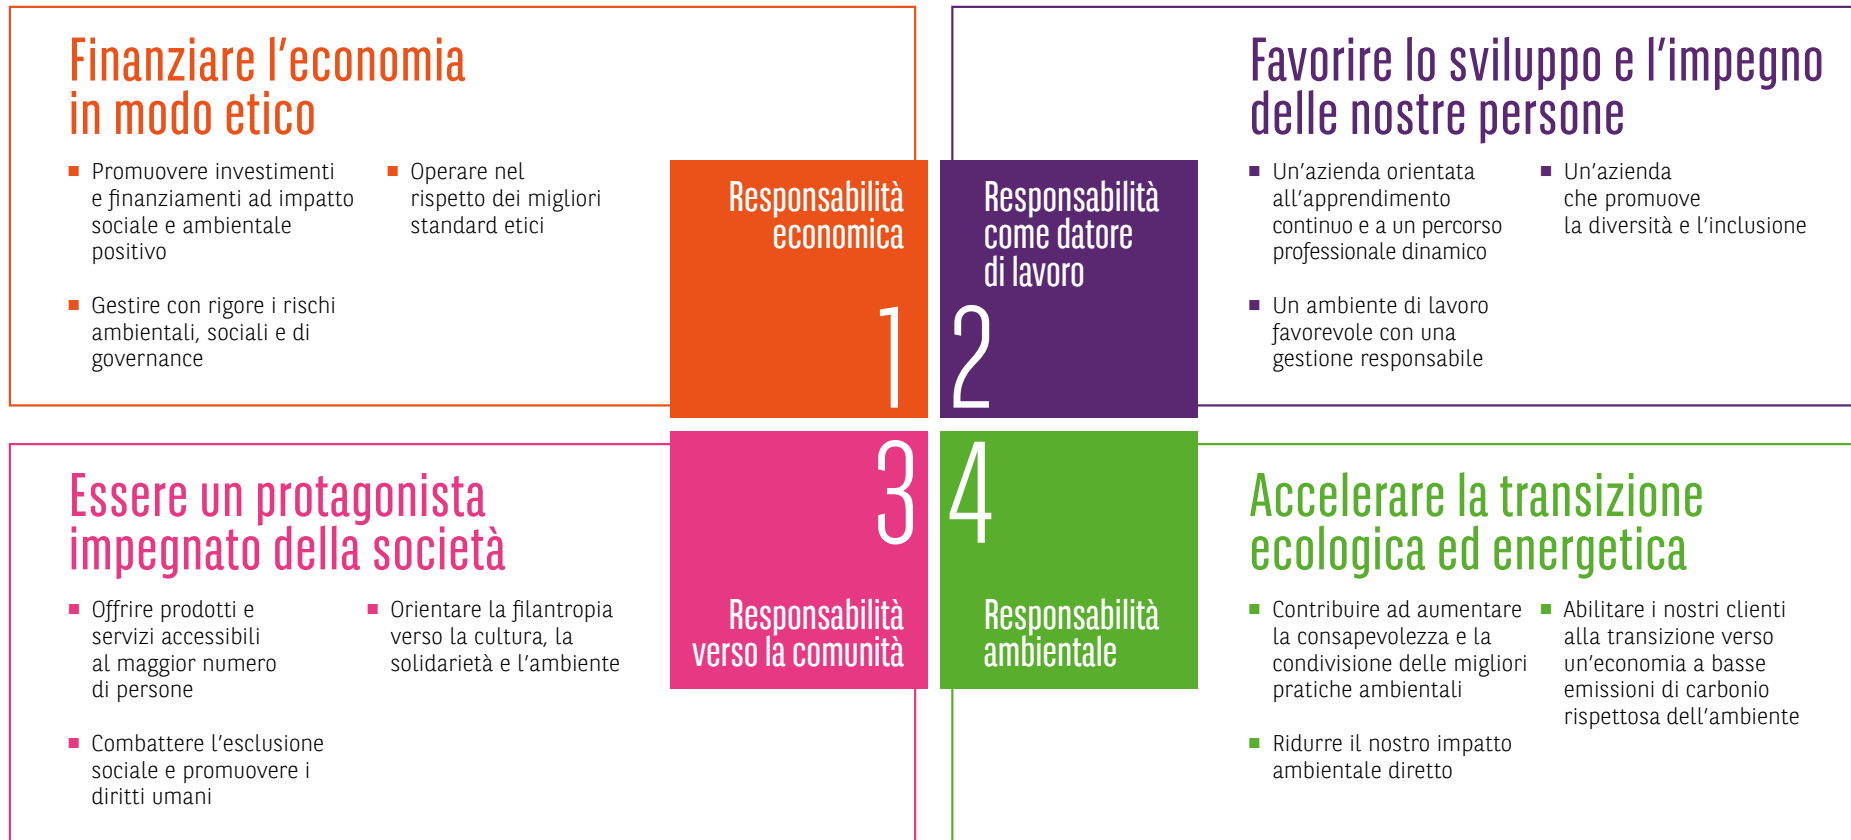 Finanziare l'economia
in modo etico
■ Promuovere investimenti
e finanziamenti ad impatto
sociale e ambientale
positivo
■ Gestire con rigore i rischi
ambientali, sociali e di
governance
■ Operare nel
rispetto dei migliori
standard etici
Responsabilità
economica
1
Responsabilità
come datore
di lavoro
2
Favorire lo sviluppo e l'impegno
delle nostre persone
■ Un'azienda orientata
all'apprendimento
continuo e a un percorso
professionale dinamico
■ Un ambiente di lavoro
favorevole con una
gestione responsabile
■ Un'azienda
che promuove
la diversità e l'inclusione
Essere un protagonista
impegnato della società
■ Offrire prodotti e
servizi accessibili
al maggior numero
di persone
■ Combattere l'esclusione
sociale e promuovere i
diritti umani
■ Orientare la filantropia
verso la cultura, la
solidarietà e l'ambiente
3
Responsabilità
verso la comunità
4
Responsabilità
ambientale
Accelerare la transizione
ecologica ed energetica
■ Contribuire ad aumentare
la consapevolezza e la
condivisione delle migliori
pratiche ambientali
■ Ridurre il nostro impatto
ambientale diretto
■ Abilitare i nostri clienti
alla transizione verso
un'economia a basse
emissioni di carbonio
rispettosa dell'ambiente